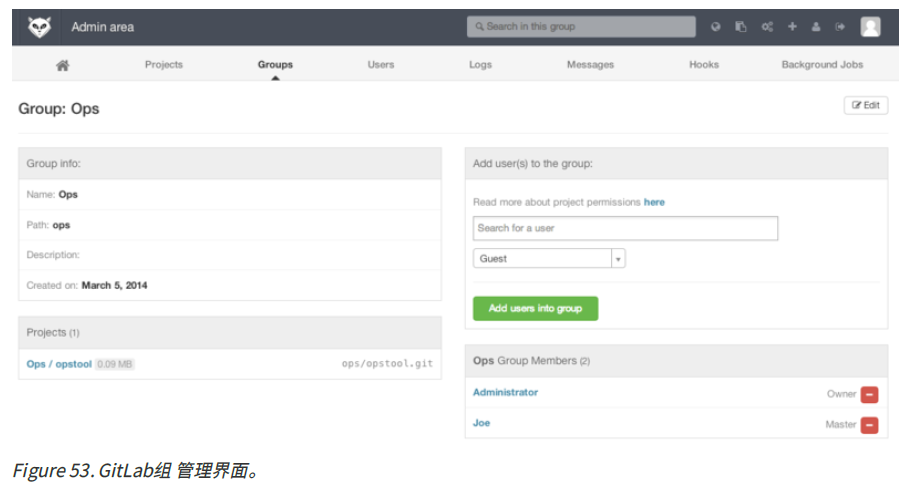 Admin area
Search in this group
Projects
Groups
Users
Logs
Messages
Hooks
Background Jobs
Group: Ops
Edit
Group info:
Name: Ops
Path: ops
Description:
Created on: March 5, 2014
Projects (1)
Ops / opstool 0.09 MB
ops/opstool.git
Add user(s) to the group:
Read more about project permissions here
Search for a user
Guest
Add users into group
Ops Group Members (2)
Administrator
Owner
Joe
Master
Figure 53. GitLab组 管理界面。